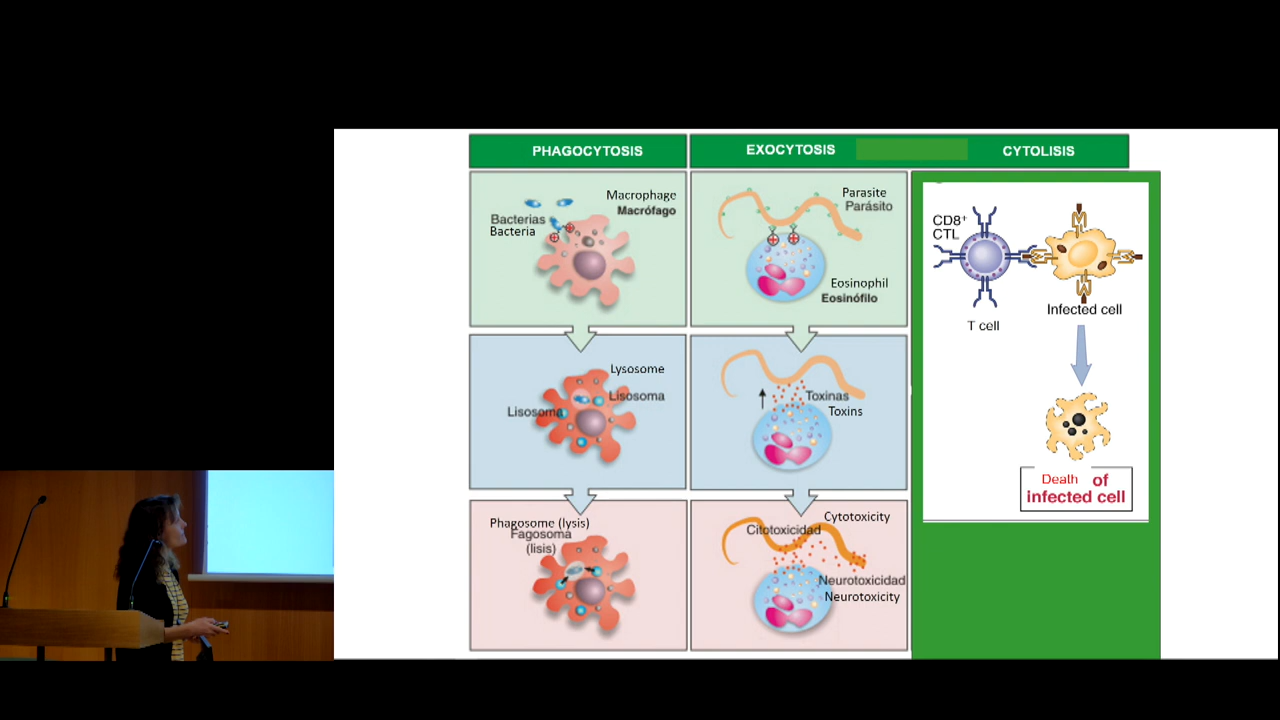 PHAGOCYTOSIS
EXOCYTOSIS
CYTOLISIS
Macrophage
Macrófago
Bacterias
Bacteria
Parasite
Parásito
Eosinophil
Eosinófilo
CD8+
CTL
T cell
Infected cell
Lysosome
Lisosoma
Lisosoma
Toxinas
Toxins
Death of
infected cell
Phagosome (lysis)
Fagosoma
(lisis)
Cytotoxicity
Citotoxicidad
Neurotoxicidad
Neurotoxicity